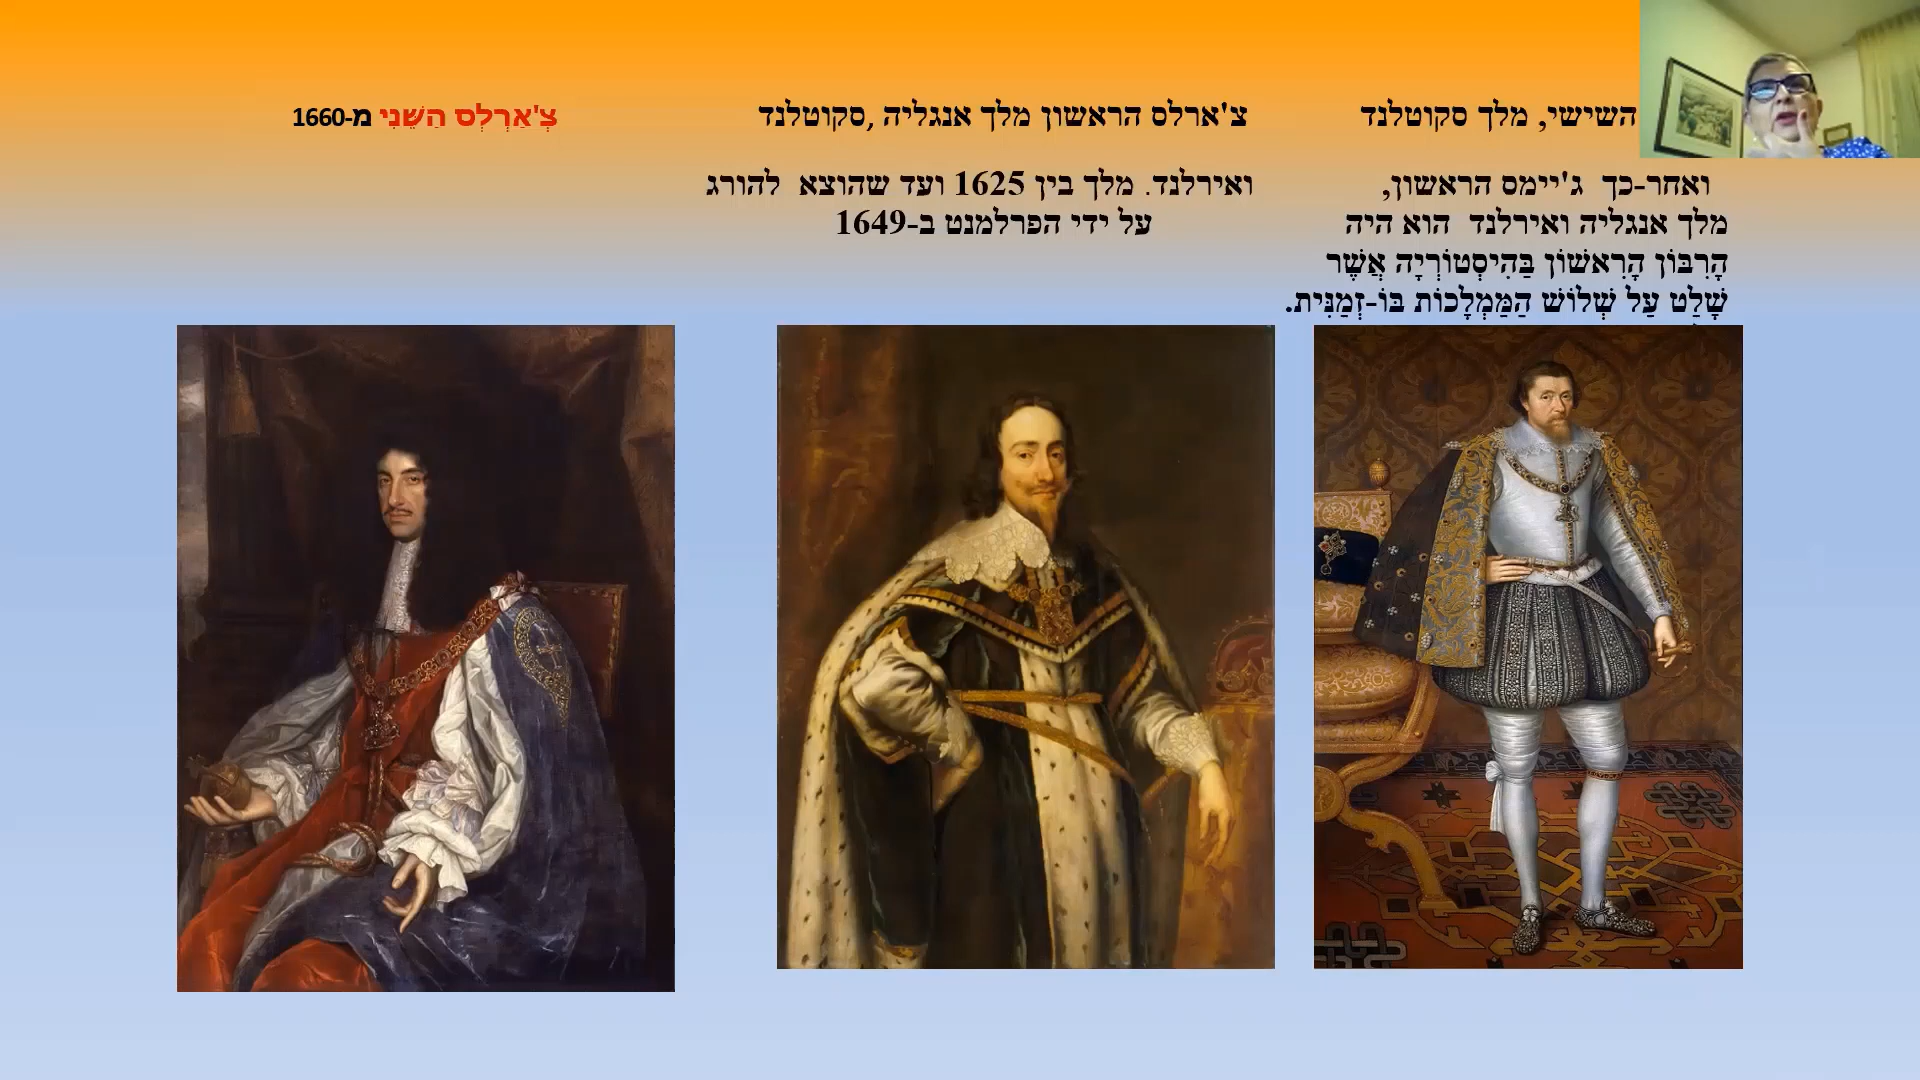 השישי, מלך סקוטלנד
ואחר-כך ג'יימס הראשון,
מלך אנגליה ואירלנד הוא היה
הָרִבּוֹן הָרִאשׁוֹן בַּהִיסְטוֹרְיָה אֲשֶׁר
שָׁלַט עַל שְׁלוֹשׁ הַמַּמְלָכוֹת בּוֹ-זְמַנִּית.
צ'ארלס הראשון מלך אנגליה ,סקוטלנד
ואירלנד. מלך בין 1625 ועד שהוצא להורג
על ידי הפרלמנט ב-1649
צְ'אַרְלְס הַשֵּׁנִי מ-1660